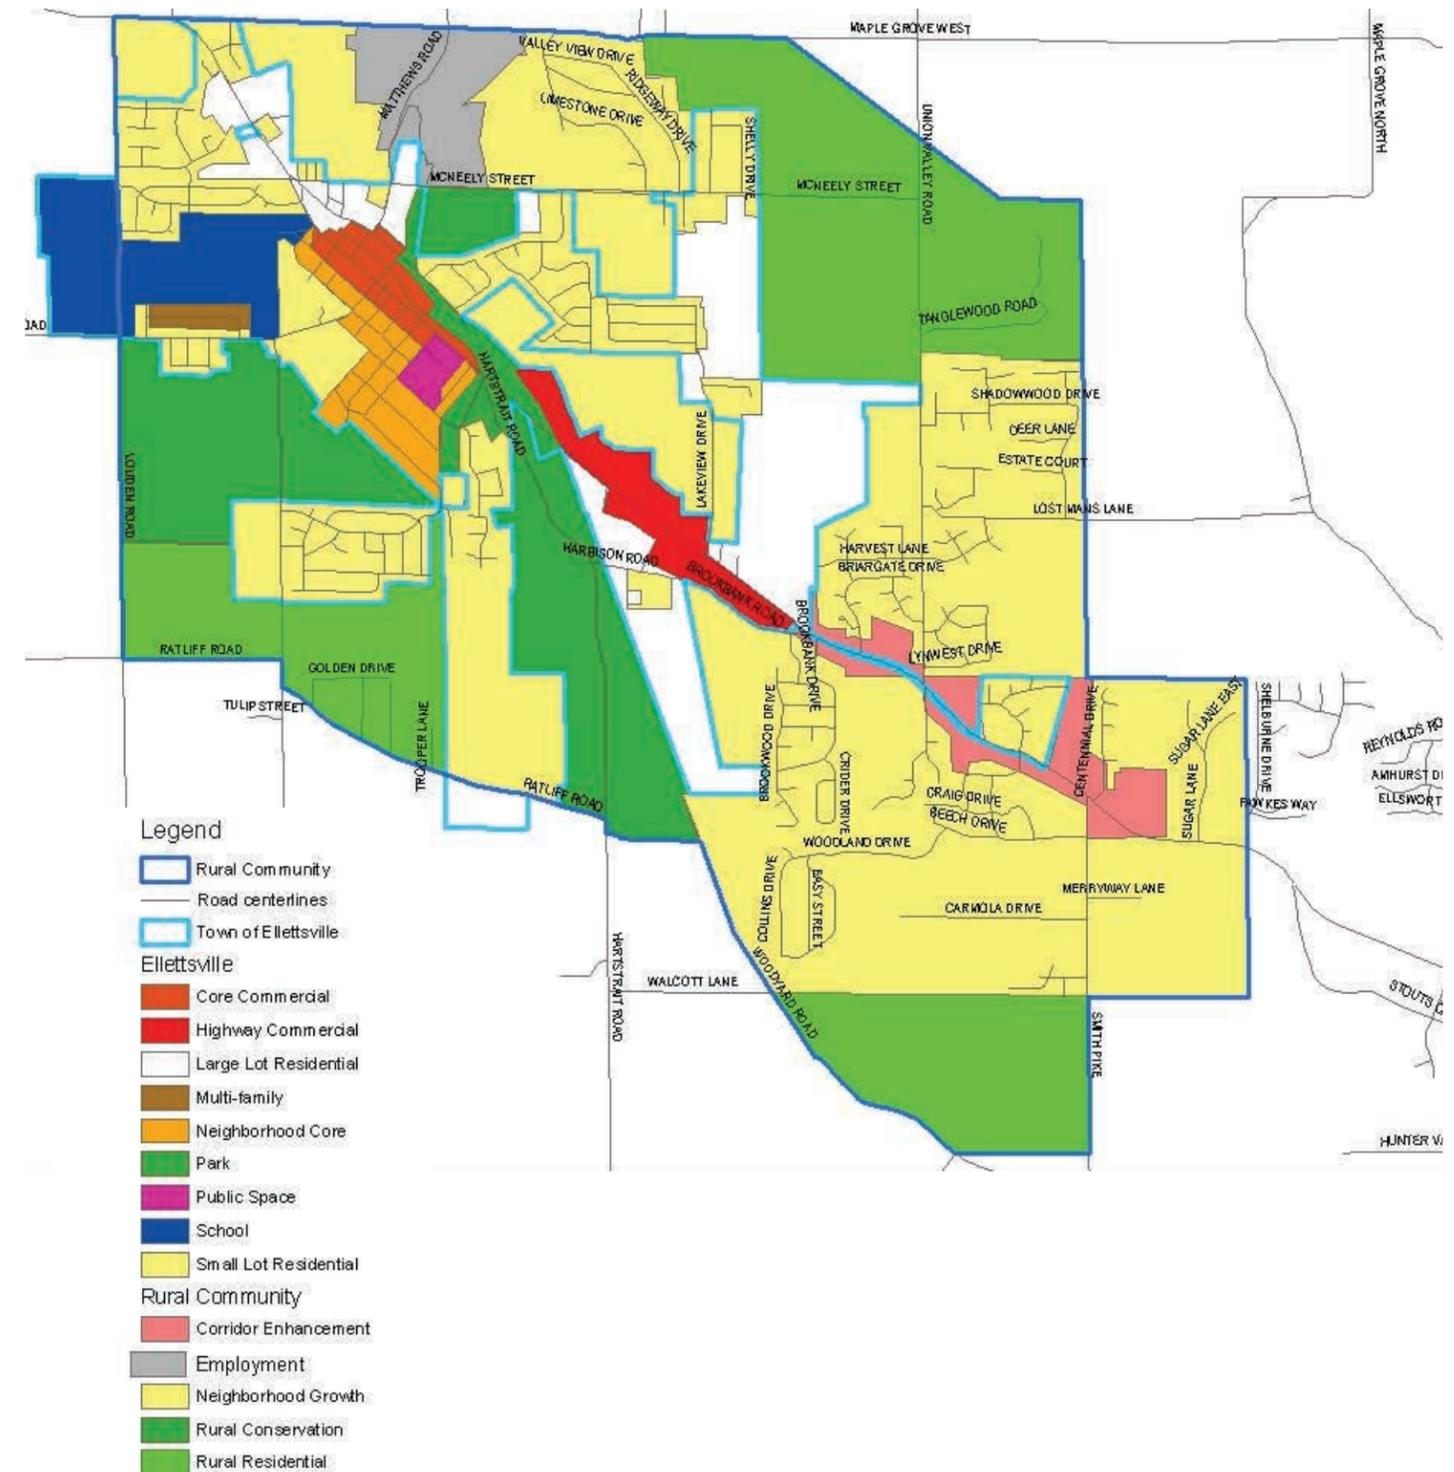 MAPLE GROVE WEST
MAPLE GROVE NORTH
MATTHEWS ROAD
VALLEY VIEW DRIVE
RIDGEWAY DRIVE
LIMESTONE DRIVE
SHELLY DRIVE
UNION VALLEY ROAD
MCNEELY STREET
MCNEELY STREET
TANGLEWOOD ROAD
OAD
HARTSTRAIT ROAD
SHADOWWOOD DRIVE
DEER LANE
ESTATE COURT
LAKEVIEW DRIVE
LOUDEN ROAD
LOST MANS LANE
HARVEST LANE
BRIARGATE DRIVE
HARBISON ROAD
BROOKBANK ROAD
BROOKBANK DRIVE
LYNWEST DRIVE
RATLIFF ROAD
GOLDEN DRIVE
TULIP STREET
TROOPER LANE
RATLIFF ROAD
BROOKWOOD DRIVE
CRIDER DRIVE
CENTENNIAL DRIVE
SUGAR LANE EAST
SHELBURNE DRIVE
REYNOLDS RO
AMHURST DI
ELLSWORT
FOWKES WAY
SUGAR LANE
CRAIG DRIVE
BEECH DRIVE
WOODLAND DRIVE
COLLINS DRIVE
EASY STREET
MERRYWAY LANE
CARMOLA DRIVE
WALCOTT LANE
WOODYARD ROAD
HARTSTRAIT ROAD
SMITH PIKE
STOUTS C
HUNTER VA
Legend
Rural Community
Road centerlines
Town of Ellettsville
Ellettsville
Core Commercial
Highway Commercial
Large Lot Residential
Multi-family
Neighborhood Core
Park
Public Space
School
Small Lot Residential
Rural Community
Corridor Enhancement
Employment
Neighborhood Growth
Rural Conservation
Rural Residential